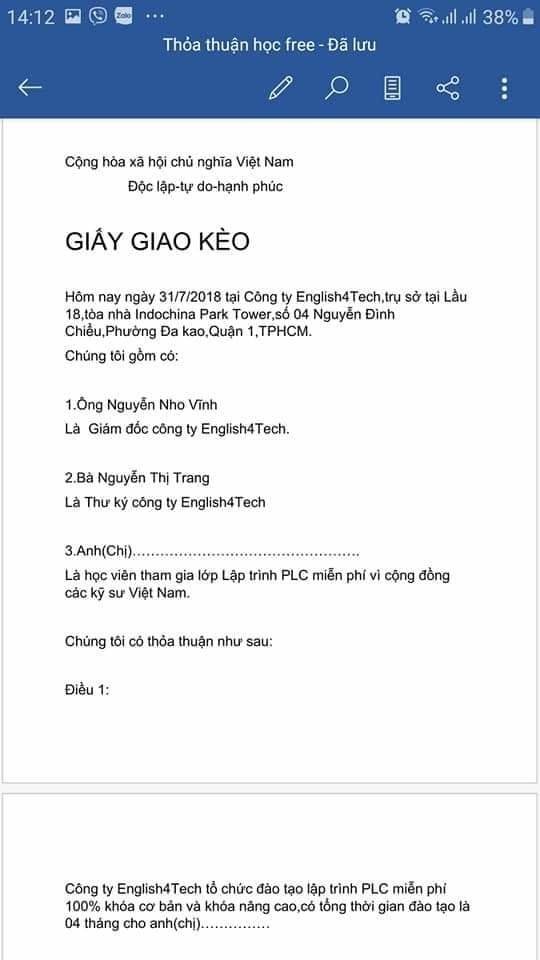 14:12
Zalo
38%
Thỏa thuận học free - Đã lưu
Cộng hòa xã hội chủ nghĩa Việt Nam
Độc lập-tự do-hạnh phúc
GIẤY GIAO KÈO
Hôm nay ngày 31/7/2018 tại Công ty English4Tech,trụ sở tại Lầu
18,tòa nhà Indochina Park Tower,số 04 Nguyễn Đình
Chiểu,Phường Đa kao,Quận 1,TPHCM.
Chúng tôi gồm có:
1.Ông Nguyễn Nho Vĩnh
Là  Giám đốc công ty English4Tech.
2.Bà Nguyễn Thị Trang
Là Thư ký công ty English4Tech
3.Anh(Chị)………………………………………….
Là học viên tham gia lớp Lập trình PLC miễn phí vì cộng đồng
các kỹ sư Việt Nam.
Chúng tôi có thỏa thuận như sau:
Điều 1:
Công ty English4Tech tổ chức đào tạo lập trình PLC miễn phí
100% khóa cơ bản và khóa nâng cao,có tổng thời gian đào tạo là
04 tháng cho anh(chị)……………